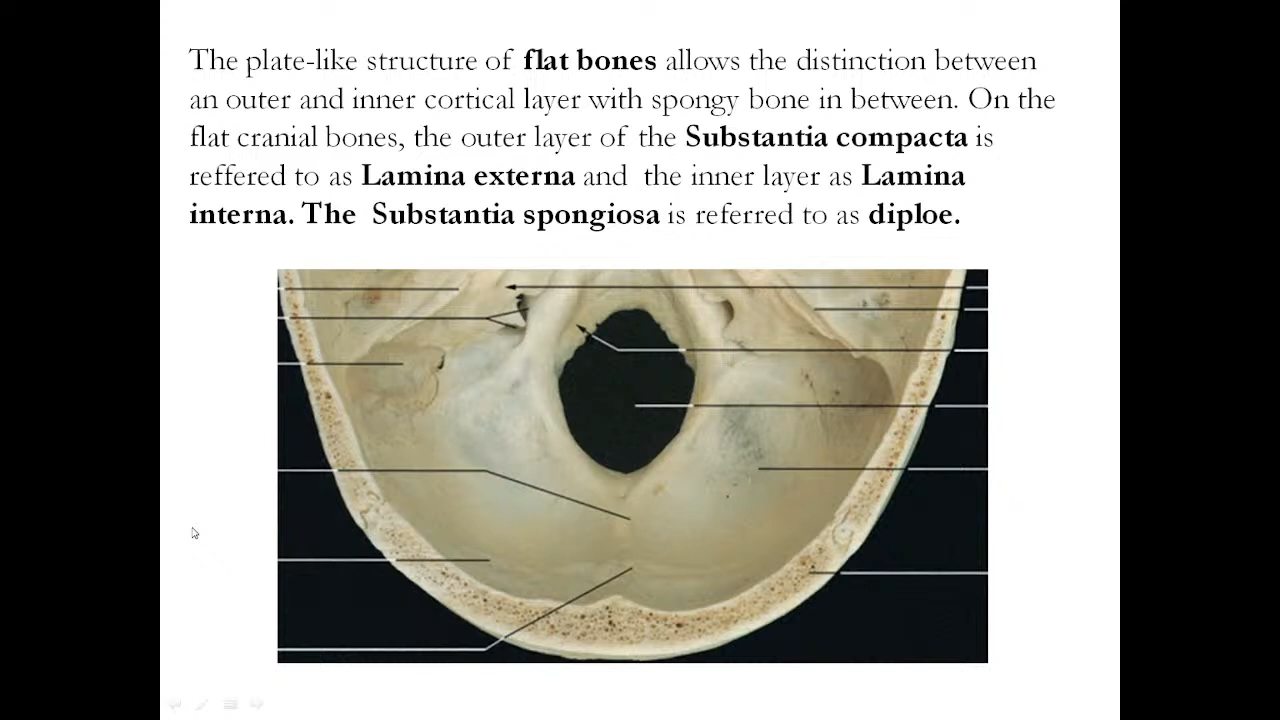 The plate-like structure of flat bones allows the distinction between
an outer and inner cortical layer with spongy bone in between. On the
flat cranial bones, the outer layer of the Substantia compacta is
reffered to as Lamina externa and the inner layer as Lamina
interna. The Substantia spongiosa is referred to as diploe.